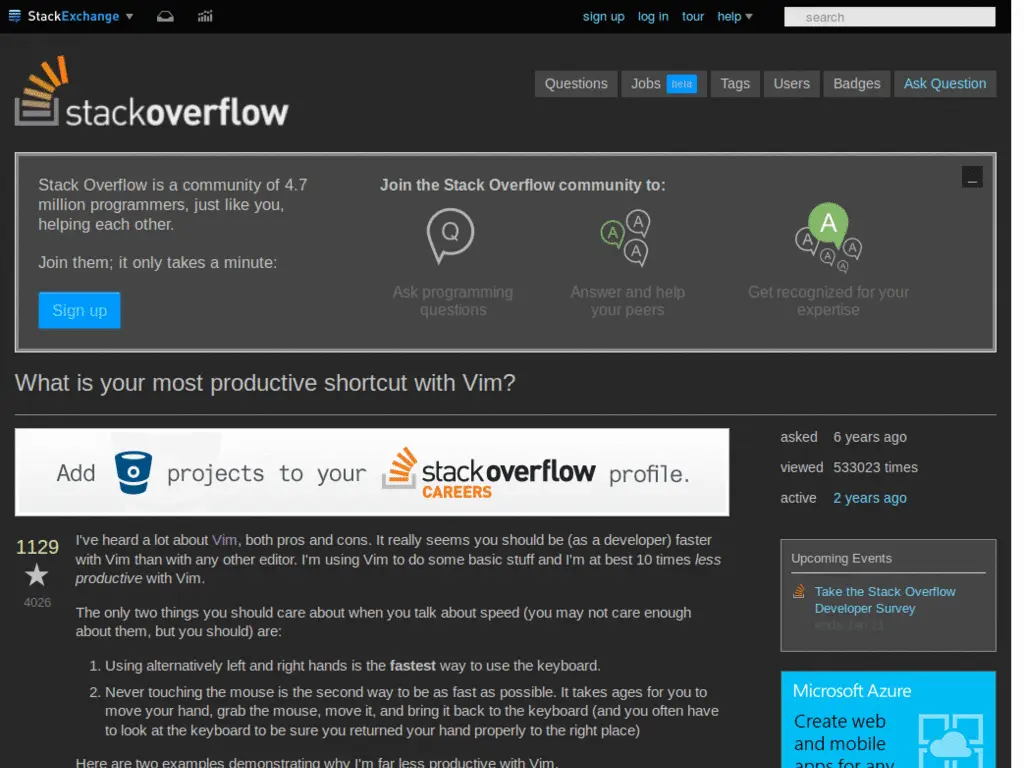 StackExchange
sign up log in tour help
search
stackoverflow
Questions Jobs beta Tags Users Badges Ask Question
Stack Overflow is a community of 4.7
million programmers, just like you,
helping each other.
Join them; it only takes a minute:
Sign up
Join the Stack Overflow community to:
_
Q
A A A
A A A A A
Ask programming
questions
Answer and help
your peers
Get recognized for your
expertise
What is your most productive shortcut with Vim?
Add projects to your stackoverflow CAREERS profile.
asked 6 years ago
viewed 533023 times
active 2 years ago
1129
4026
I've heard a lot about Vim, both pros and cons. It really seems you should be (as a developer) faster
with Vim than with any other editor. I'm using Vim to do some basic stuff and I'm at best 10 times less
productive with Vim.
The only two things you should care about when you talk about speed (you may not care enough
about them, but you should) are:
1. Using alternatively left and right hands is the fastest way to use the keyboard.
2. Never touching the mouse is the second way to be as fast as possible. It takes ages for you to
move your hand, grab the mouse, move it, and bring it back to the keyboard (and you often have
to look at the keyboard to be sure you returned your hand properly to the right place)
Here are two examples demonstrating why I'm far less productive with Vim.
Upcoming Events
Take the Stack Overflow
Developer Survey
ends Jan 21
Microsoft Azure
Create web
and mobile
apps for any